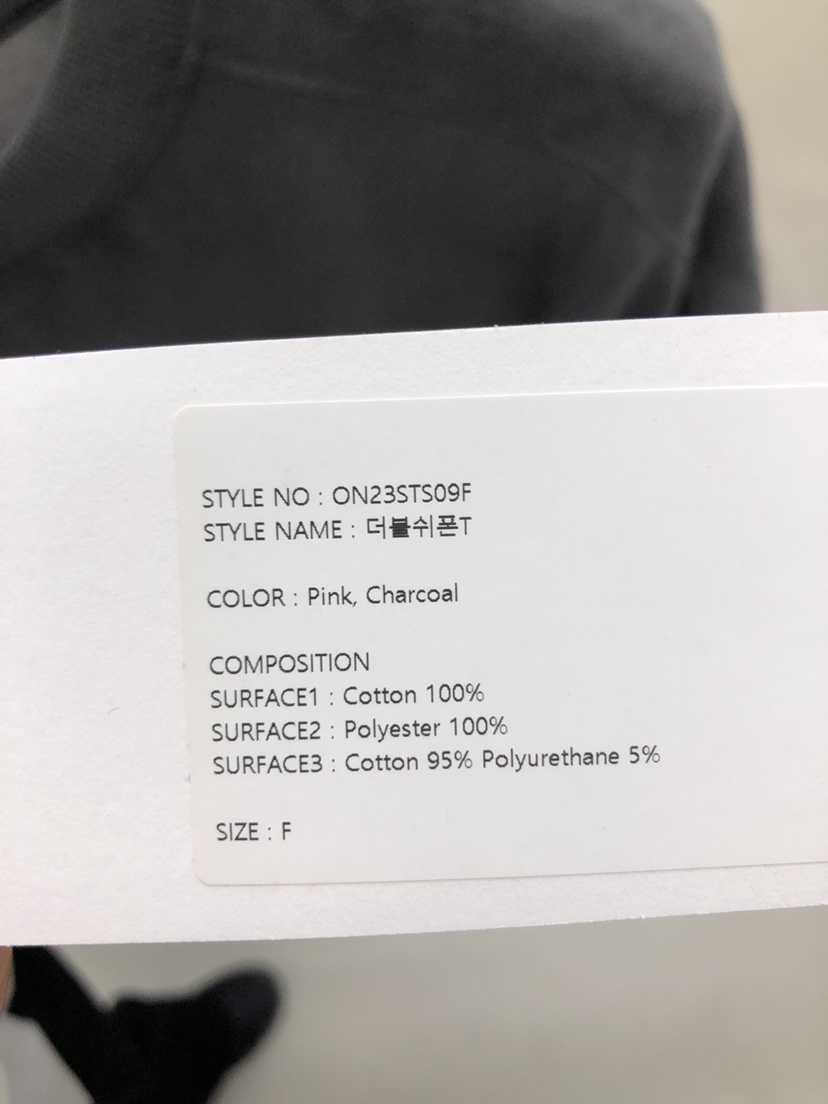 STYLE NO : ON23STS09F
STYLE NAME : 더블쉬폰T
COLOR : Pink, Charcoal
COMPOSITION
SURFACE1 : Cotton 100%
SURFACE2 : Polyester 100%
SURFACE3 : Cotton 95% Polyurethane 5%
SIZE : F